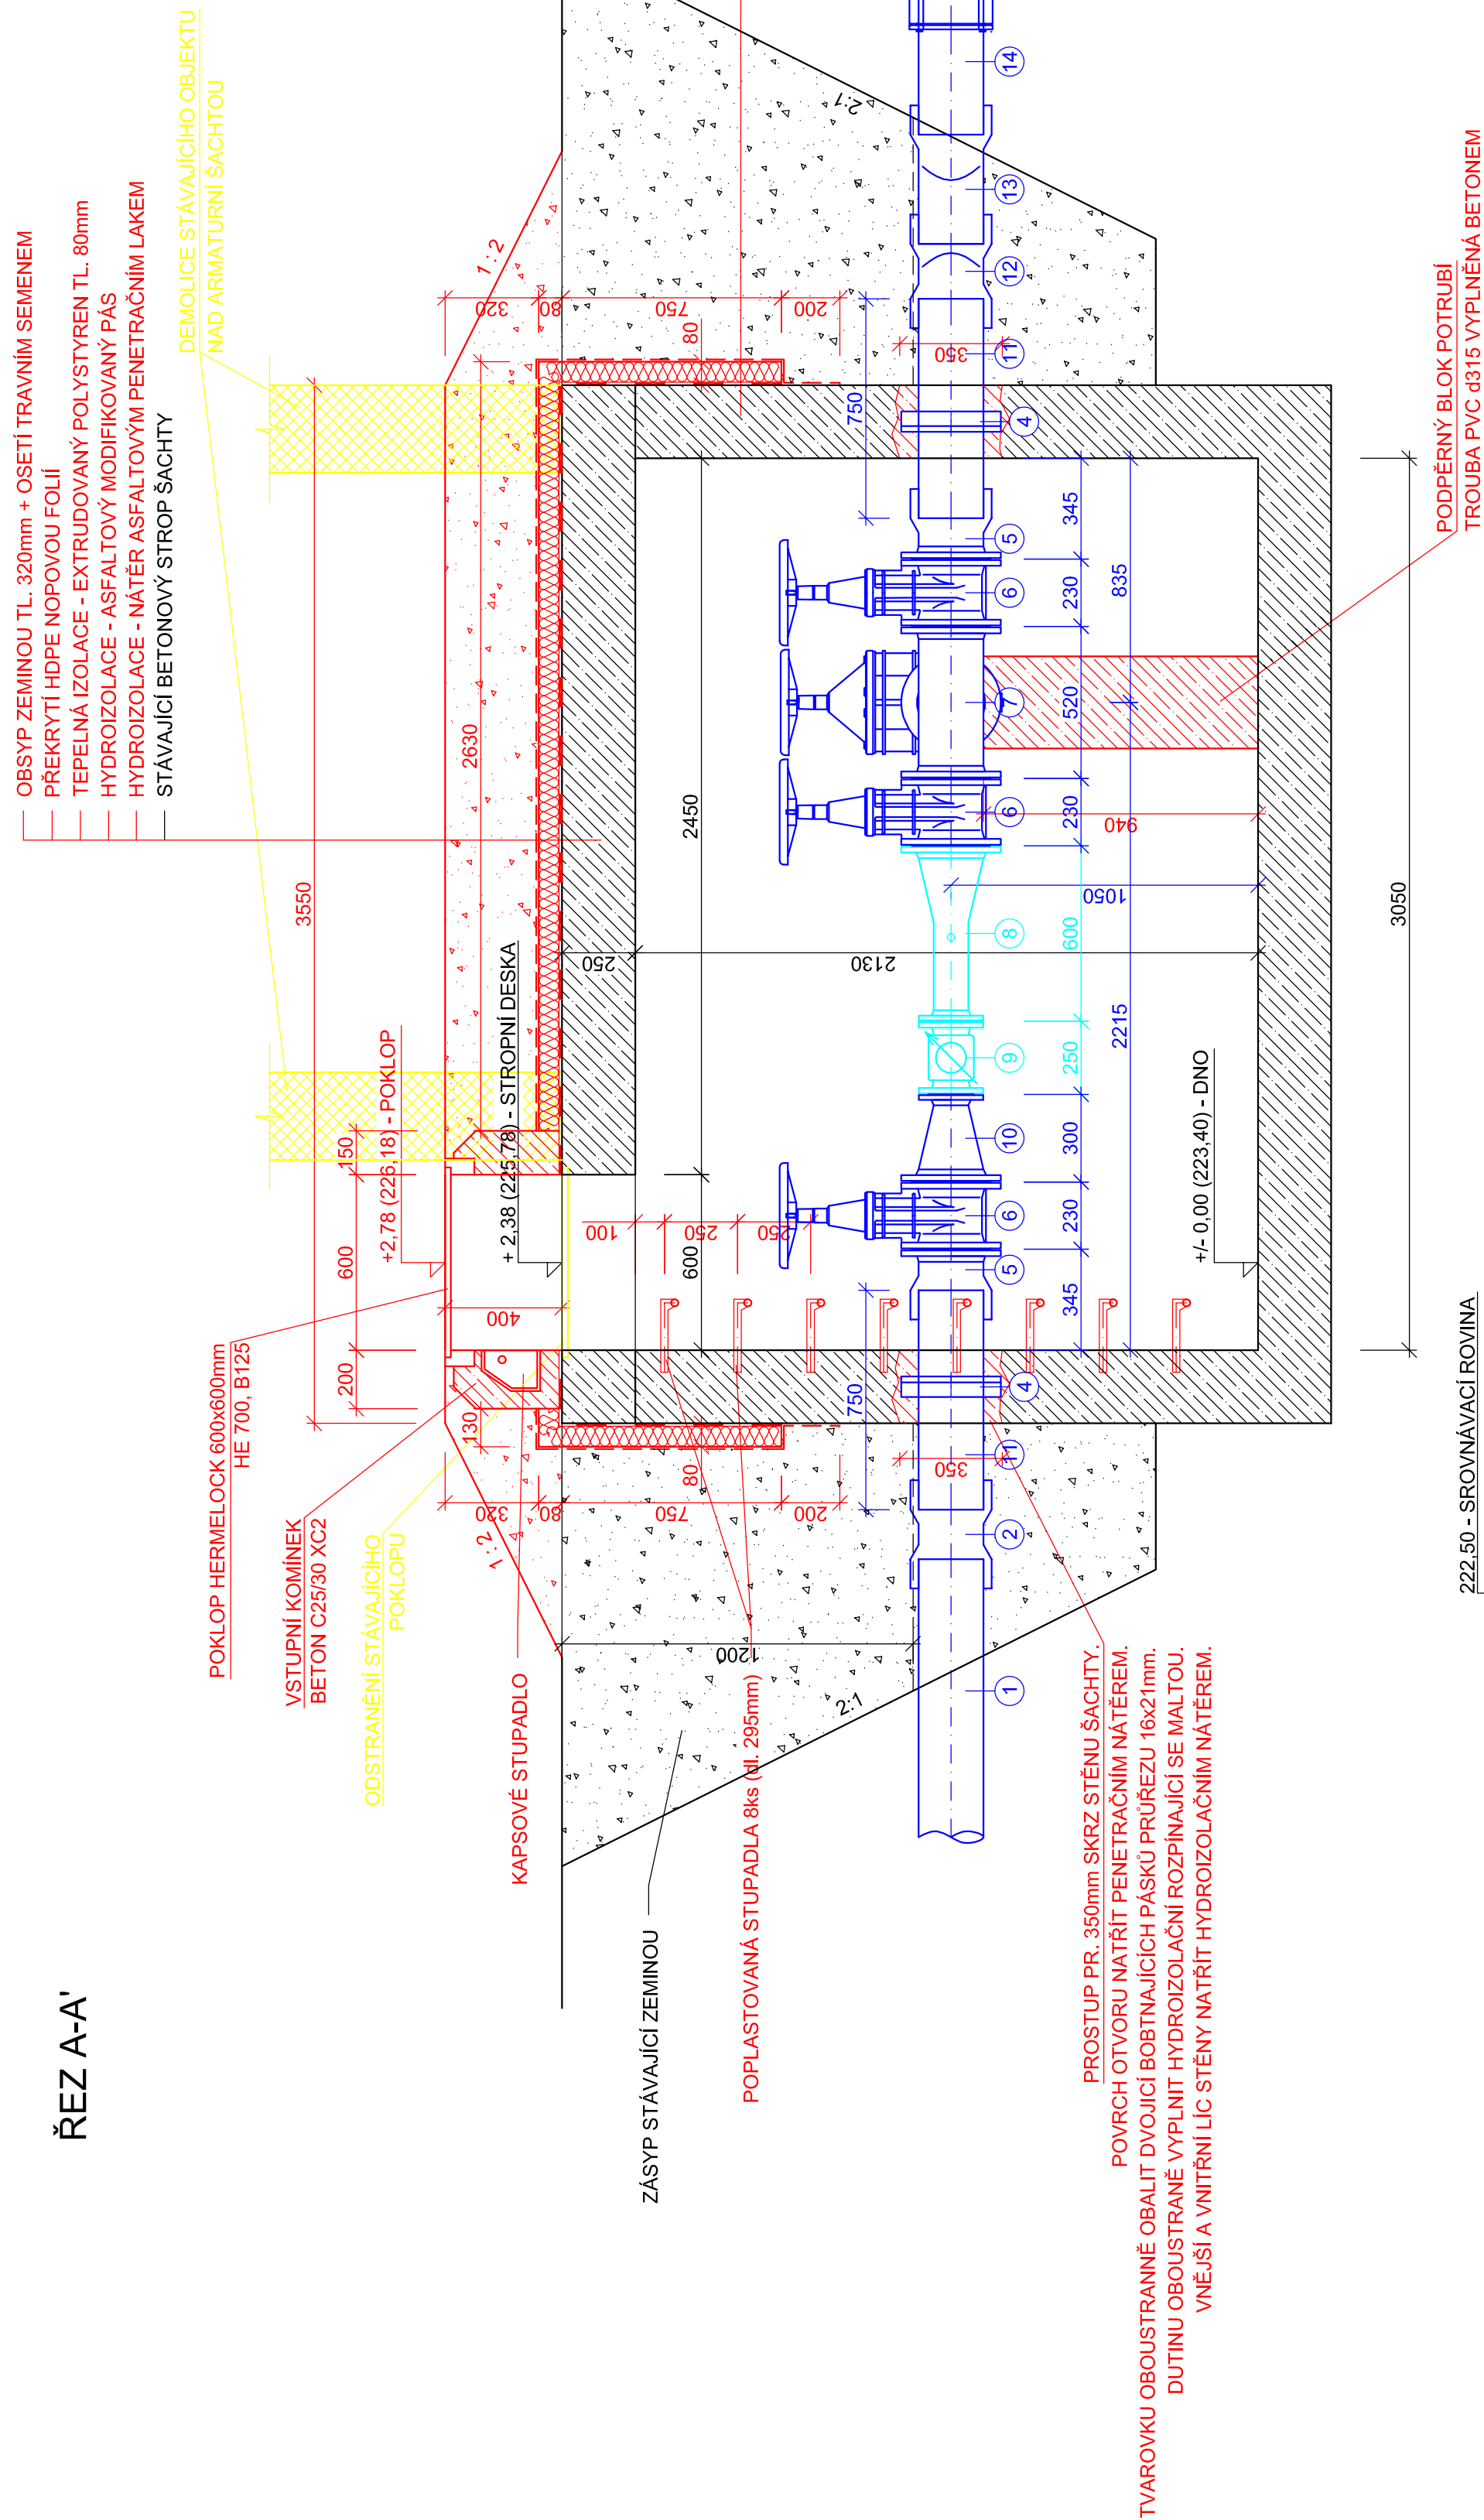 ŘEZ A-A'
OBSYP ZEMINOU TL. 320mm + OSETÍ TRAVNÍM SEMENEM
PŘEKRYTÍ HDPE NOPOVOU FOLIÍ
TEPELNÁ IZOLACE - EXTRUDOVANÝ POLYSTYREN TL. 80mm
HYDROIZOLACE - ASFALTOVÝ MODIFIKOVANÝ PÁS
HYDROIZOLACE - NÁTĚR ASFALTOVÝM PENETRAČNÍM LAKEM
STÁVAJÍCÍ BETONOVÝ STROP ŠACHTY
DEMOLICE STÁVAJÍCÍHO OBJEKTU
NAD ARMATURNÍ ŠACHTOU
POKLOP HERMELOCK 600x600mm
HE 700, B125
VSTUPNÍ KOMÍNEK
BETON C25/30 XC2
ODSTRANĚNÍ STÁVAJÍCÍHO
POKLOPU
KAPSOVÉ STUPADLO
ZÁSYP STÁVAJÍCÍ ZEMINOU
POPLASTOVANÁ STUPADLA 8ks (dl. 295mm)
3550
200
600
150
2630
130
400
+2,78 (226,18) - POKLOP
+ 2,38 (225,78) - STROPNÍ DESKA
+/- 0,00 (223,40) - DNO
1:2
1:2
2:1
2:1
320
80
750
200
80
320
80
750
200
80
1200
100
250
250
600
2450
250
2130
750
750
350
350
1050
940
1
2
11
4
5
6
10
9
8
6
7
6
5
4
11
12
13
14
345
230
300
250
600
230
520
230
345
2215
835
3050
PROSTUP PR. 350mm SKRZ STĚNU ŠACHTY.
POVRCH OTVORU NATŘÍT PENETRAČNÍM NÁTĚREM.
TVAROVKU OBOUSTRANNĚ OBALIT DVOJICÍ BOBTNAJÍCÍCH PÁSKŮ PRŮŘEZU 16x21mm.
DUTINU OBOUSTRANĚ VYPLNIT HYDROIZOLAČNÍ ROZPÍNAJÍCÍ SE MALTOU.
VNĚJŠÍ A VNITŘNÍ LÍC STĚNY NATŘÍT HYDROIZOLAČNÍM NÁTĚREM.
PODPĚRNÝ BLOK POTRUBÍ
TROUBA PVC d315 VYPLNĚNÁ BETONEM
222,50 - SROVNÁVACÍ ROVINA